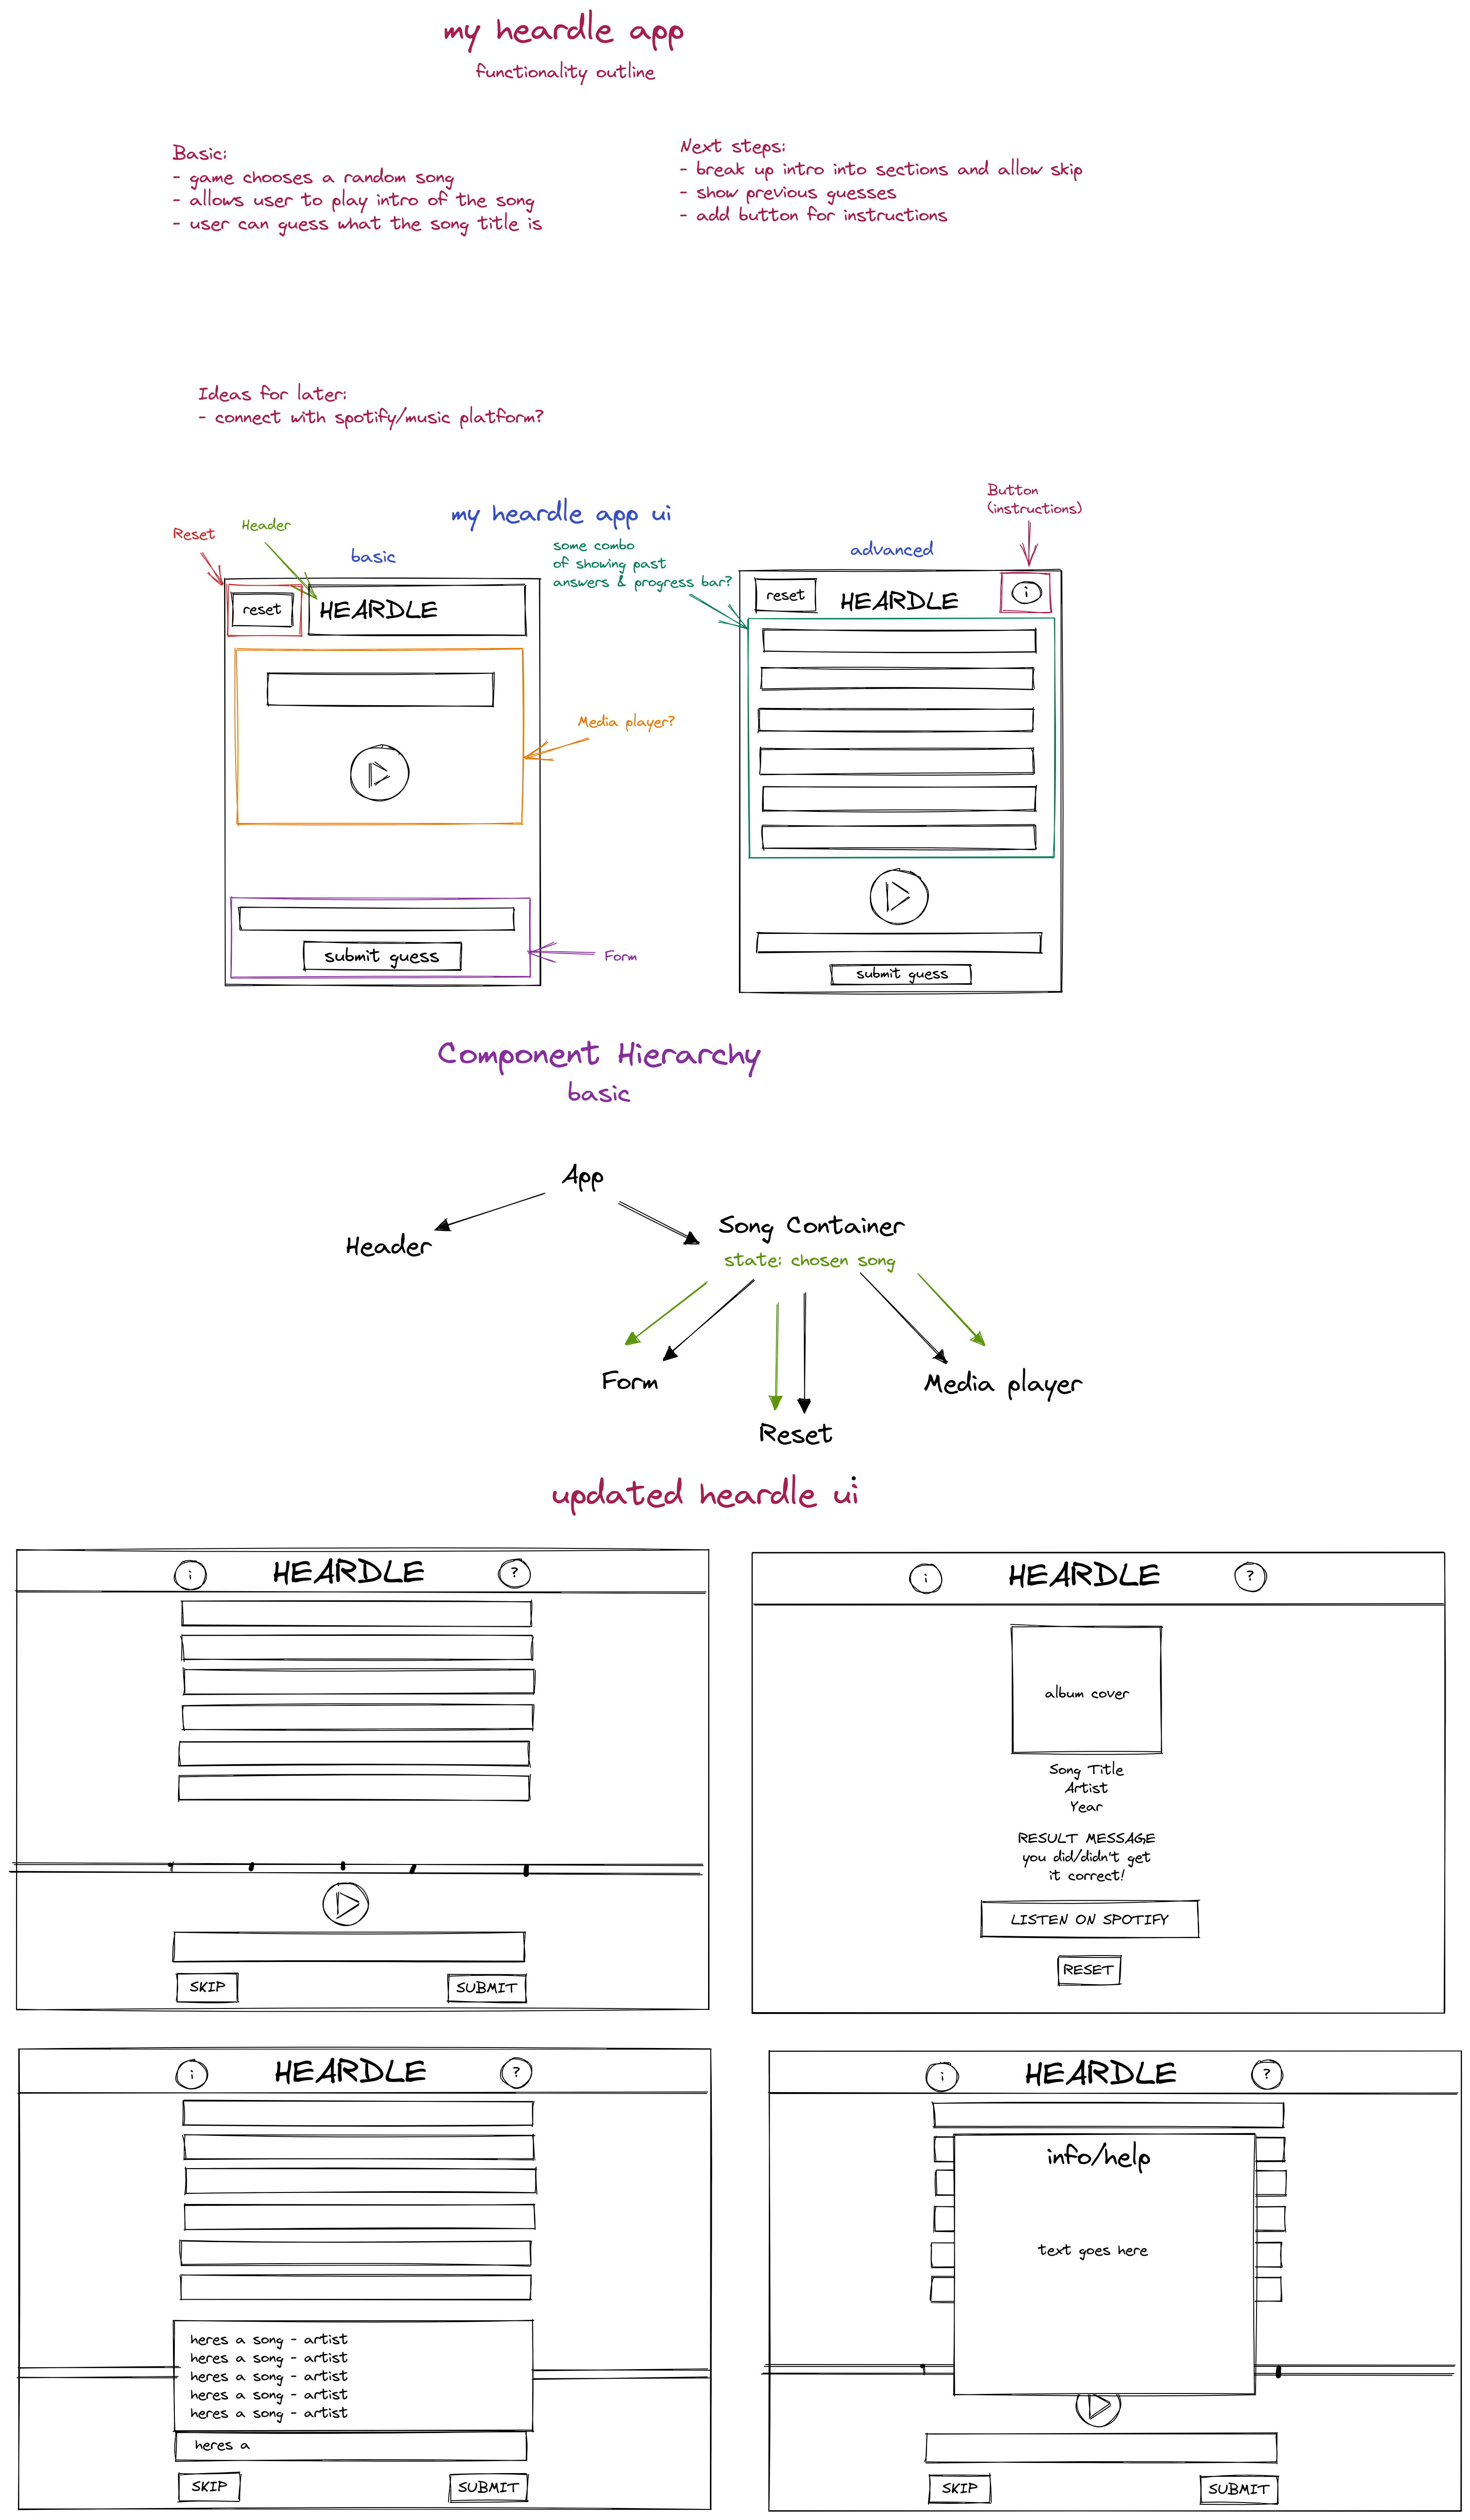 my heardle app
functionality outline
Basic:
- game chooses a random song
- allows user to play intro of the song
- user can guess what the song title is
Next steps:
- break up intro into sections and allow skip
- show previous guesses
- add button for instructions
Ideas for later:
- connect with spotify/music platform?
my heardle app ui
Reset
Header
basic
reset
HEARDLE
Media player?
submit guess
Form
some combo
of showing past
answers & progress bar?
advanced
Button
(instructions)
reset
HEARDLE
i
submit guess
Component Hierarchy
basic
App
Header
Song Container
state: chosen song
Form
Reset
Media player
updated heardle ui
i
HEARDLE
?
SKIP
SUBMIT
i
HEARDLE
?
album cover
Song Title
Artist
Year
RESULT MESSAGE
you did/didn't get
it correct!
LISTEN ON SPOTIFY
RESET
i
HEARDLE
?
heres a song - artist
heres a song - artist
heres a song - artist
heres a song - artist
heres a song - artist
heres a
SKIP
SUBMIT
i
HEARDLE
?
info/help
text goes here
SKIP
SUBMIT